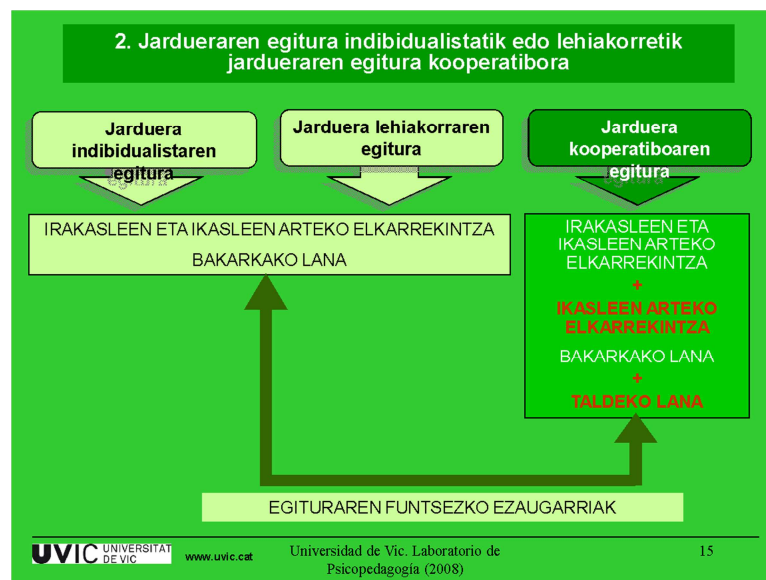 2. Jardueraren egitura indibidualistatik edo lehiakorretik
jardueraren egitura kooperatibora
Jarduera
indibidualistaren
egitura
Jarduera lehiakorraren
egitura
Jarduera
kooperatiboaren
egitura
IRAKASLEEN ETA IKASLEEN ARTEKO ELKARREKINTZA
BAKARKAKO LANA
IRAKASLEEN ETA
IKASLEEN ARTEKO
ELKARREKINTZA
+
IKASLEEN ARTEKO
ELKARREKINTZA
BAKARKAKO LANA
+
TALDEKO LANA
EGITURAREN FUNTSEZKO EZAUGARRIAK
UVIC UNIVERSITAT
DE VIC
www.uvic.cat
Universidad de Vic. Laboratorio de
Psicopedagogía (2008)
15